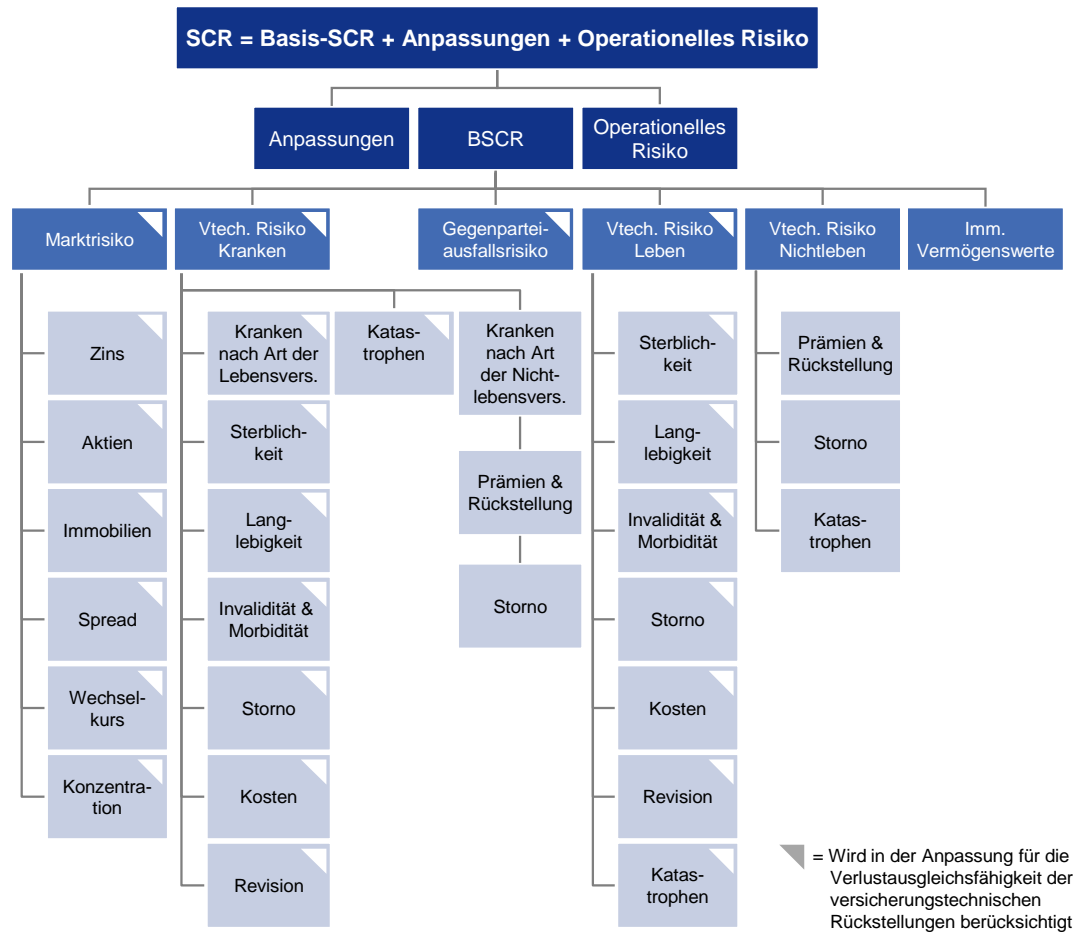 SCR = Basis-SCR + Anpassungen + Operationelles Risiko
Anpassungen
BSCR
Operationelles
Risiko
Marktrisiko
Vtech. Risiko
Kranken
Gegenpartei-
ausfallsrisiko
Vtech. Risiko
Leben
Vtech. Risiko
Nichtleben
Imm.
Vermögenswerte
Zins
Aktien
Immobilien
Spread
Wechsel-
kurs
Konzentra-
tion
Kranken
nach Art der
Lebensvers.
Sterblich-
keit
Lang-
lebigkeit
Invalidität &
Morbidität
Storno
Kosten
Revision
Katas-
trophen
Kranken
nach Art
der Nicht-
lebensvers.
Prämien &
Rückstellung
Storno
Sterblich-
keit
Lang-
lebigkeit
Invalidität &
Morbidität
Storno
Kosten
Revision
Katas-
trophen
Prämien &
Rückstellung
Storno
Katas-
trophen
= Wird in der Anpassung für die
Verlustausgleichsfähigkeit der
versicherungstechnischen
Rückstellungen berücksichtigt